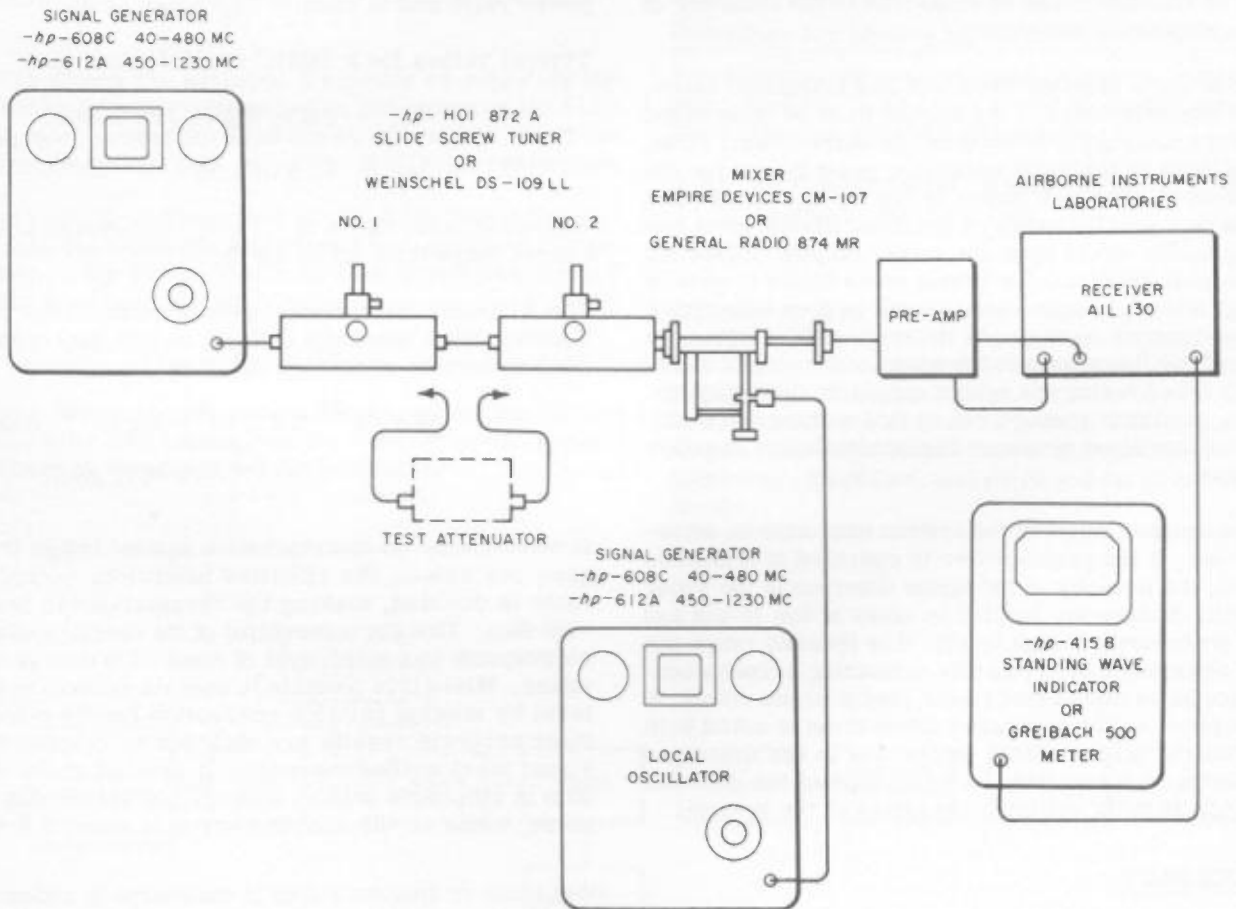 SIGNAL GENERATOR
-hp-608C 40-480 MC
-hp-612A 450-1230 MC
-hp- HOI 872 A
SLIDE SCREW TUNER
OR
WEINSCHEL DS-109 LL
NO. 1
NO. 2
MIXER
EMPIRE DEVICES CM-107
OR
GENERAL RADIO 874 MR
AIRBORNE INSTRUMENTS
LABORATORIES
PRE-AMP
RECEIVER
AIL 130
TEST ATTENUATOR
SIGNAL GENERATOR
-hp-608C 40-480 MC
-hp-612A 450-1230 MC
LOCAL
OSCILLATOR
-hp-415 B
STANDING WAVE
INDICATOR
OR
GREIBACH 500
METER